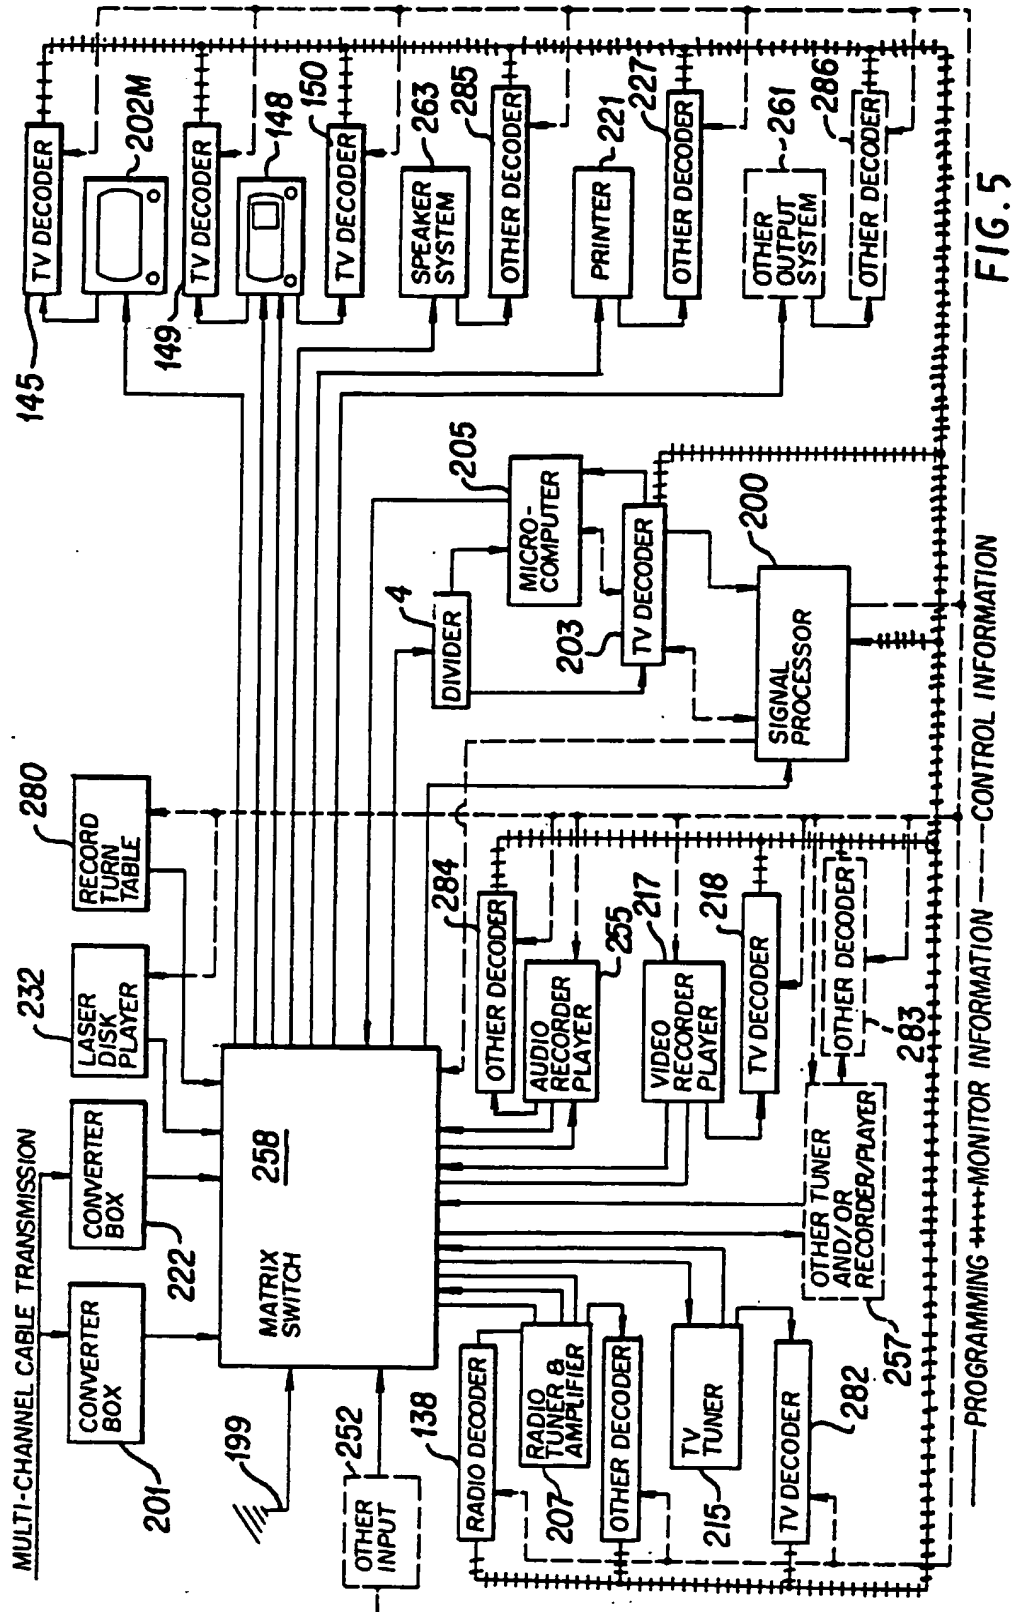 MULTI-CHANNEL CABLE TRANSMISSION
201
CONVERTER
BOX
222
CONVERTER
BOX
232
LASER
DISK
PLAYER
280
RECORD
TURN
TABLE
199
252
OTHER
INPUT
MATRIX
SWITCH
258
145
TV DECODER
202M
149
TV DECODER
148
150
TV DECODER
263
SPEAKER
SYSTEM
285
OTHER DECODER
221
PRINTER
227
OTHER DECODER
261
OTHER
OUTPUT
SYSTEM
286
OTHER DECODER
4
DIVIDER
205
MICRO-
COMPUTER
203
TV DECODER
200
SIGNAL
PROCESSOR
138
RADIO DECODER
207
RADIO
TUNER &
AMPLIFIER
OTHER DECODER
215
TV
TUNER
TV DECODER
282
257
OTHER TUNER
AND/OR
RECORDER/PLAYER
284
OTHER DECODER
255
AUDIO
RECORDER
PLAYER
217
VIDEO
RECORDER
PLAYER
218
TV DECODER
OTHER DECODER
283
PROGRAMMING
MONITOR INFORMATION
CONTROL INFORMATION
FIG. 5